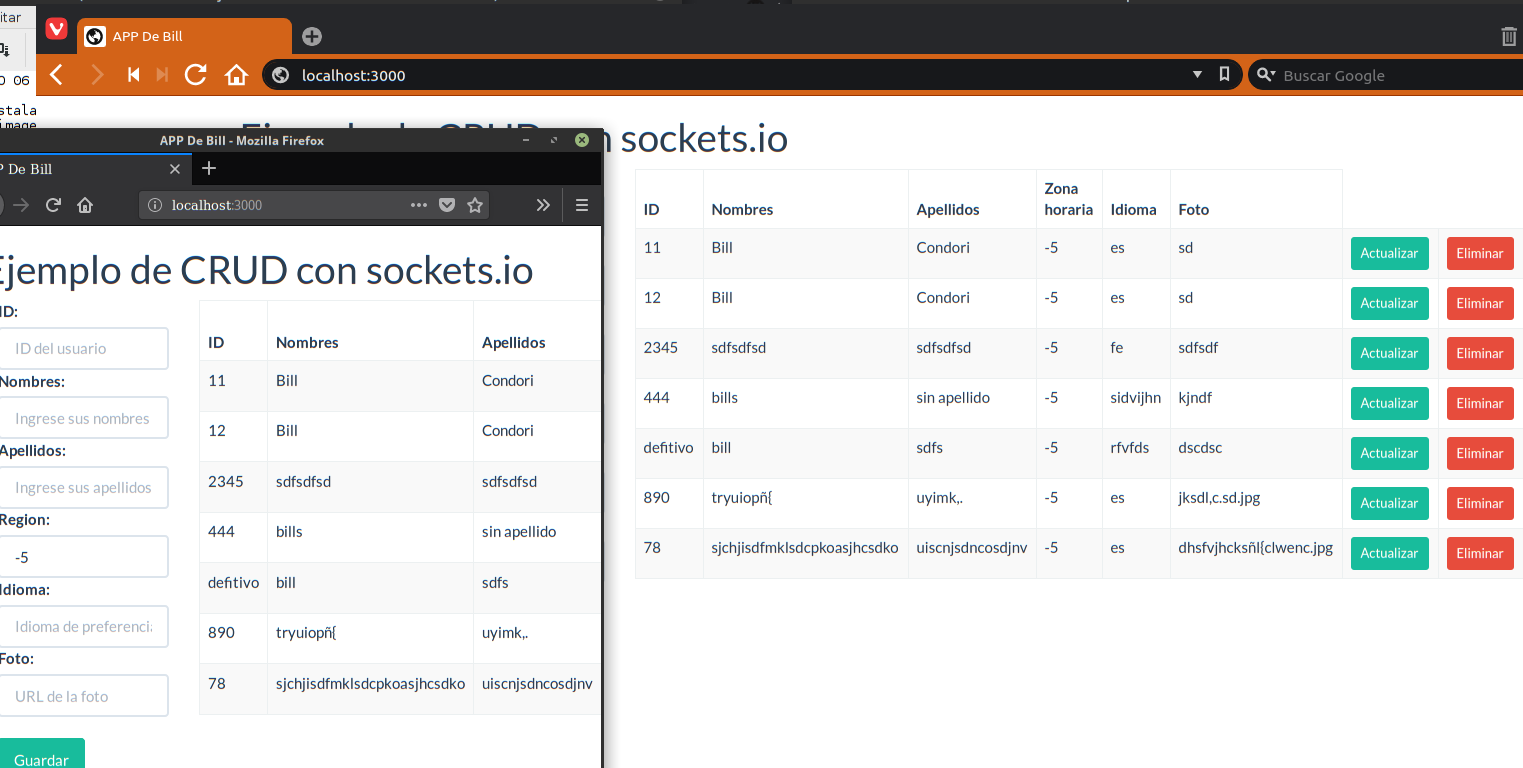 itar
APP De Bill
localhost:3000
Buscar Google
0 06
stala
image
sockets.io
APP De Bill - Mozilla Firefox
De Bill
localhost:3000
Ejemplo de CRUD con sockets.io
ID:
ID del usuario
Nombres:
Ingrese sus nombres
Apellidos:
Ingrese sus apellidos
Region:
-5
Idioma:
Idioma de preferencia
Foto:
URL de la foto
Guardar
ID Nombres Apellidos
11 Bill Condori
12 Bill Condori
2345 sdfsdfsd sdfsdfsd
444 bills sin apellido
defitivo bill sdfs
890 tryuiopñ{ uyimk,.
78 sjchjisdfmklsdcpkoasjhcsdko uiscnjsdncosdjnv
ID Nombres Apellidos Zona horaria Idioma Foto
11 Bill Condori -5 es sd Actualizar Eliminar
12 Bill Condori -5 es sd Actualizar Eliminar
2345 sdfsdfsd sdfsdfsd -5 fe sdfsdf Actualizar Eliminar
444 bills sin apellido -5 sidvijhn kjndf Actualizar Eliminar
defitivo bill sdfs -5 rfvfds dscdsc Actualizar Eliminar
890 tryuiopñ{ uyimk,. -5 es jksdl,c.sd.jpg Actualizar Eliminar
78 sjchjisdfmklsdcpkoasjhcsdko uiscnjsdncosdjnv -5 es dhsfvjhcksñl{clwenc.jpg Actualizar Eliminar